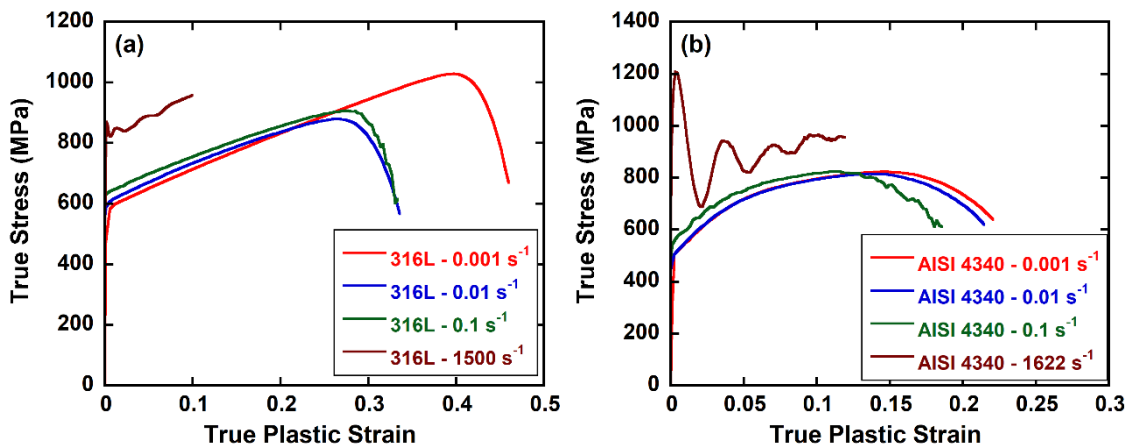 (a)
True Stress (MPa)
1200
1000
800
600
400
200
0
0 0.1 0.2 0.3 0.4 0.5
True Plastic Strain
316L - 0.001 s⁻¹
316L - 0.01 s⁻¹
316L - 0.1 s⁻¹
316L - 1500 s⁻¹
(b)
True Stress (MPa)
1400
1200
1000
800
600
400
200
0
0 0.05 0.1 0.15 0.2 0.25 0.3
True Plastic Strain
AISI 4340 - 0.001 s⁻¹
AISI 4340 - 0.01 s⁻¹
AISI 4340 - 0.1 s⁻¹
AISI 4340 - 1622 s⁻¹